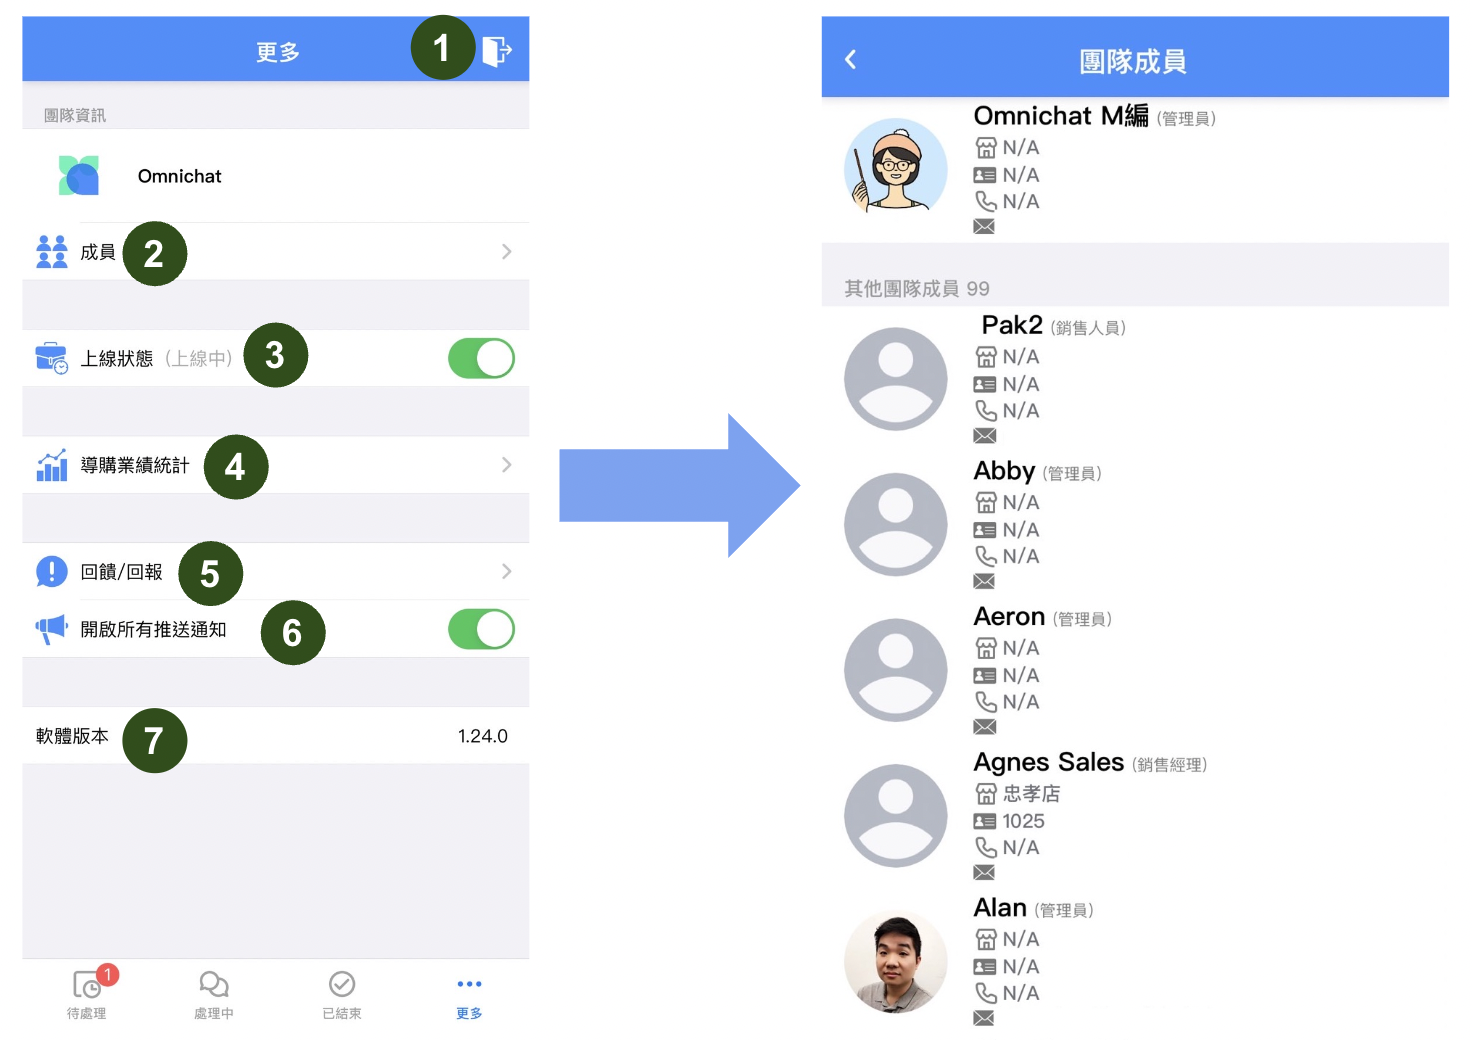 更多
1
團隊資訊
Omnichat
成員
2
上線狀態 (上線中)
3
導購業績統計
4
回饋/回報
5
開啟所有推送通知
6
軟體版本
7
1.24.0
1
待處理
處理中
已結束
更多
團隊成員
Omnichat M編 (管理員)
N/A
N/A
N/A
其他團隊成員 99
Pak2 (銷售人員)
N/A
N/A
N/A
Abby (管理員)
N/A
N/A
N/A
Aeron (管理員)
N/A
N/A
N/A
Agnes Sales (銷售經理)
忠孝店
1025
N/A
Alan (管理員)
N/A
N/A
N/A